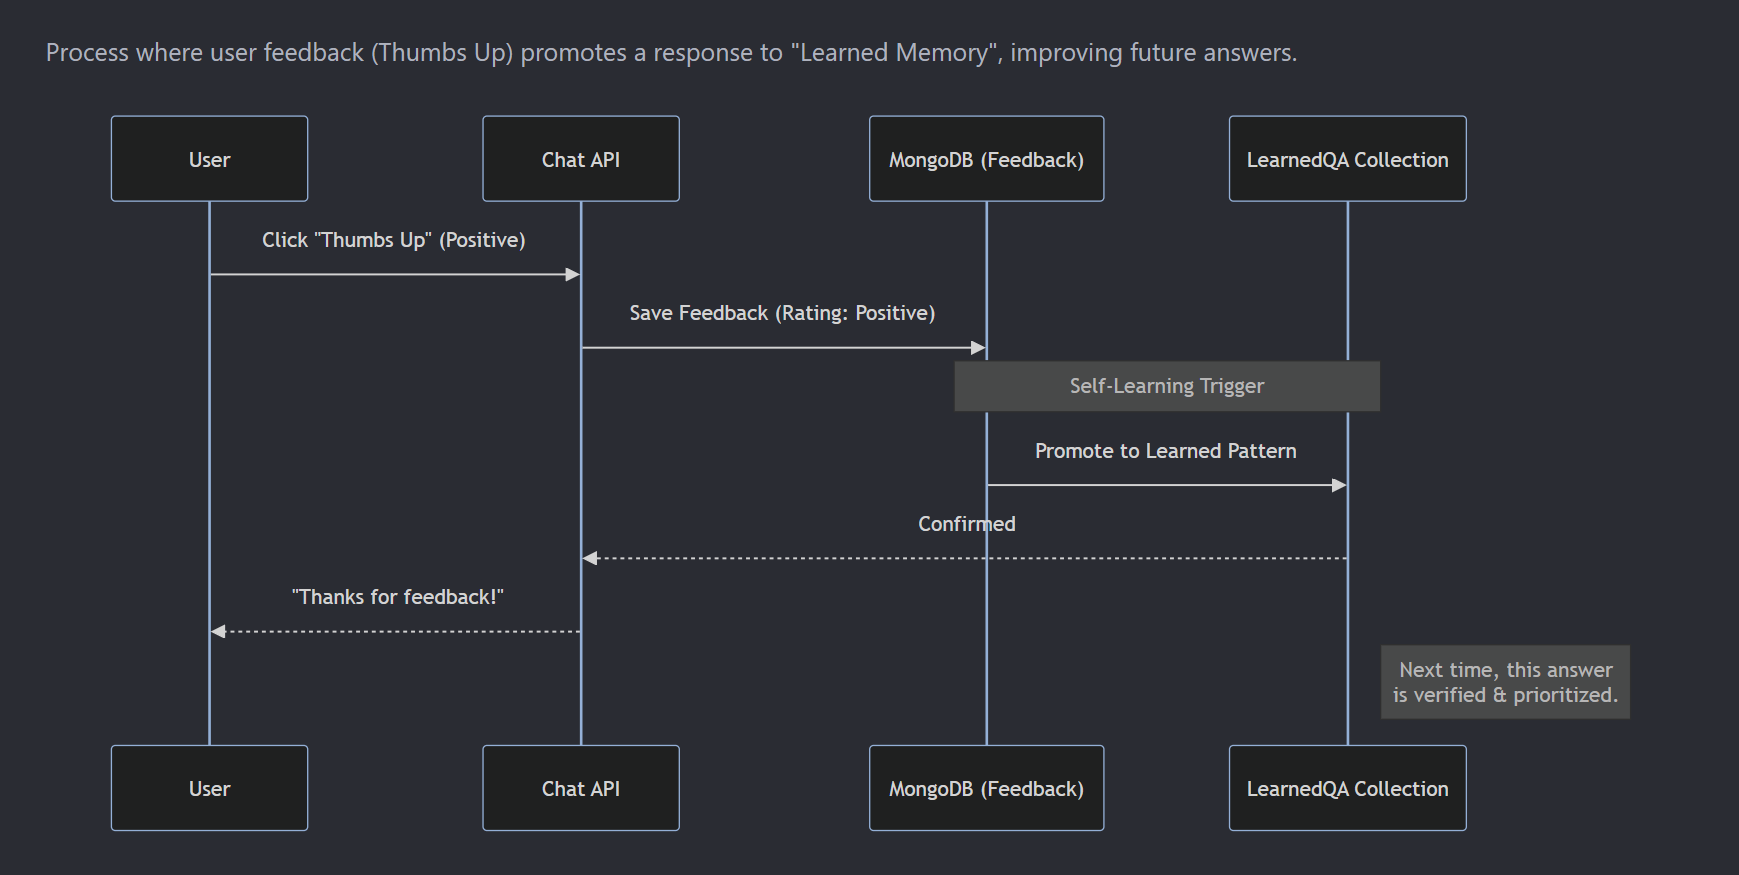 Process where user feedback (Thumbs Up) promotes a response to "Learned Memory", improving future answers.
User
Chat API
MongoDB (Feedback)
LearnedQA Collection
Click "Thumbs Up" (Positive)
Save Feedback (Rating: Positive)
Self-Learning Trigger
Promote to Learned Pattern
Confirmed
"Thanks for feedback!"
Next time, this answer
is verified & prioritized.
User
Chat API
MongoDB (Feedback)
LearnedQA Collection